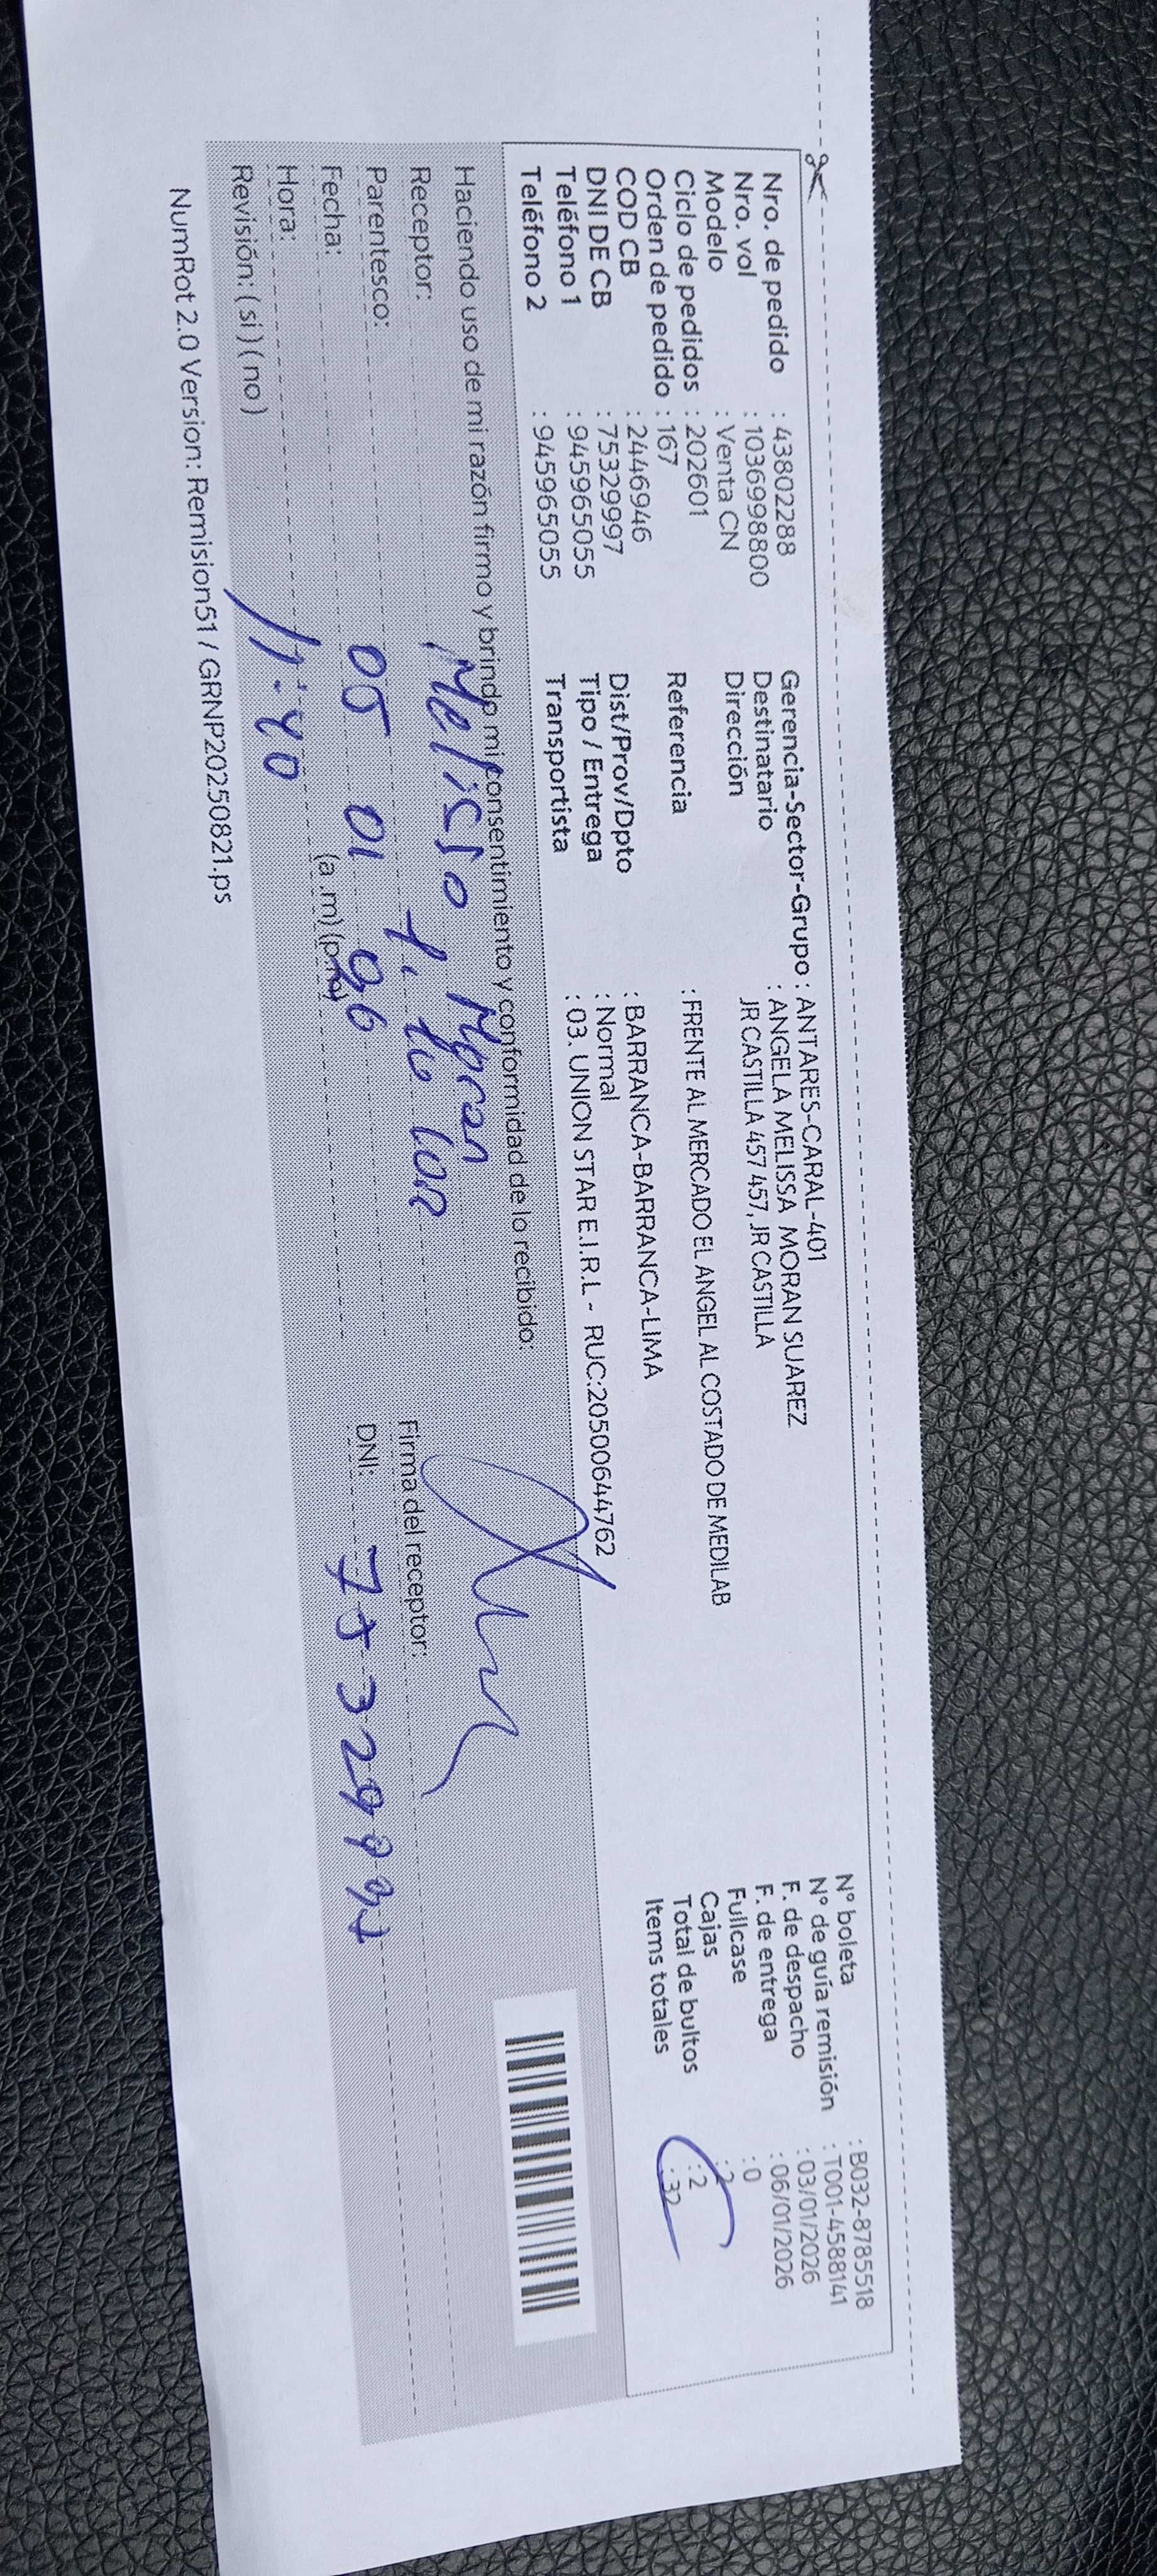 Nro. de pedido : 43802288
Nro. vol : 1036998800
Modelo : Venta CN
Ciclo de pedidos : 202601
Orden de pedido : 167
COD CB : 2446946
DNI DE CB : 75329997
Teléfono 1 : 945965055
Teléfono 2 : 945965055
Gerencia-Sector-Grupo : ANTARES-CARAL-401
Destinatario : ANGELA MELISSA MORAN SUAREZ
Dirección JR CASTILLA 457 457, JR CASTILLA
Referencia : FRENTE AL MERCADO EL ANGEL AL COSTADO DE MEDILAB
Dist/Prov/Dpto : BARRANCA-BARRANCA-LIMA
Tipo / Entrega : Normal
Transportista : 03. UNION STAR E.I.R.L - RUC:20500644762
N° boleta : B032-8785518
N° de guía remisión : T001-4588141
F. de despacho : 03/01/2026
F. de entrega : 06/01/2026
Fullcase : 0
Cajas : 2
Total de bultos : 2
Items totales : 32
Haciendo uso de mi razón firmo y brindo mi consentimiento y conformidad de lo recibido:
Receptor: Melissa Moran
Parentesco: titular
Fecha: 05 01
Hora: 11:40 (a.m) (p.m)
Revisión: (si) (no)
Firma del receptor:
DNI: 75329997
NumRot 2.0 Version: Remision51 / GRNP20250821.ps